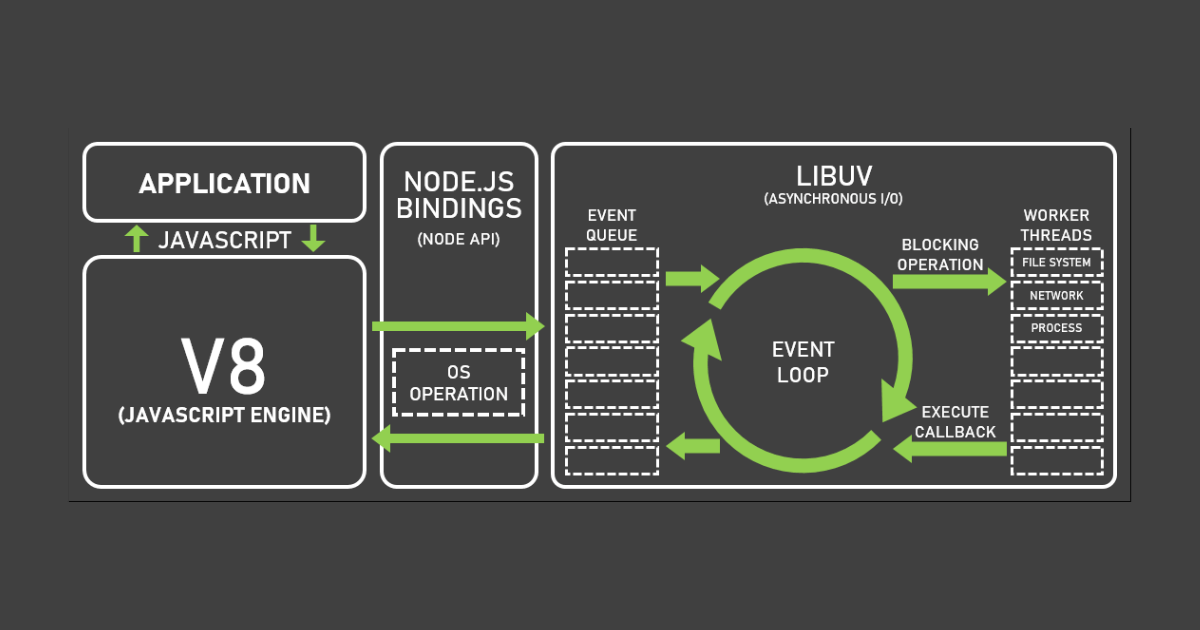 APPLICATION
JAVASCRIPT
V8
(JAVASCRIPT ENGINE)
NODE.JS
BINDINGS
(NODE API)
OS
OPERATION
LIBUV
(ASYNCHRONOUS I/O)
EVENT
QUEUE
EVENT
LOOP
BLOCKING
OPERATION
EXECUTE
CALLBACK
WORKER
THREADS
FILE SYSTEM
NETWORK
PROCESS